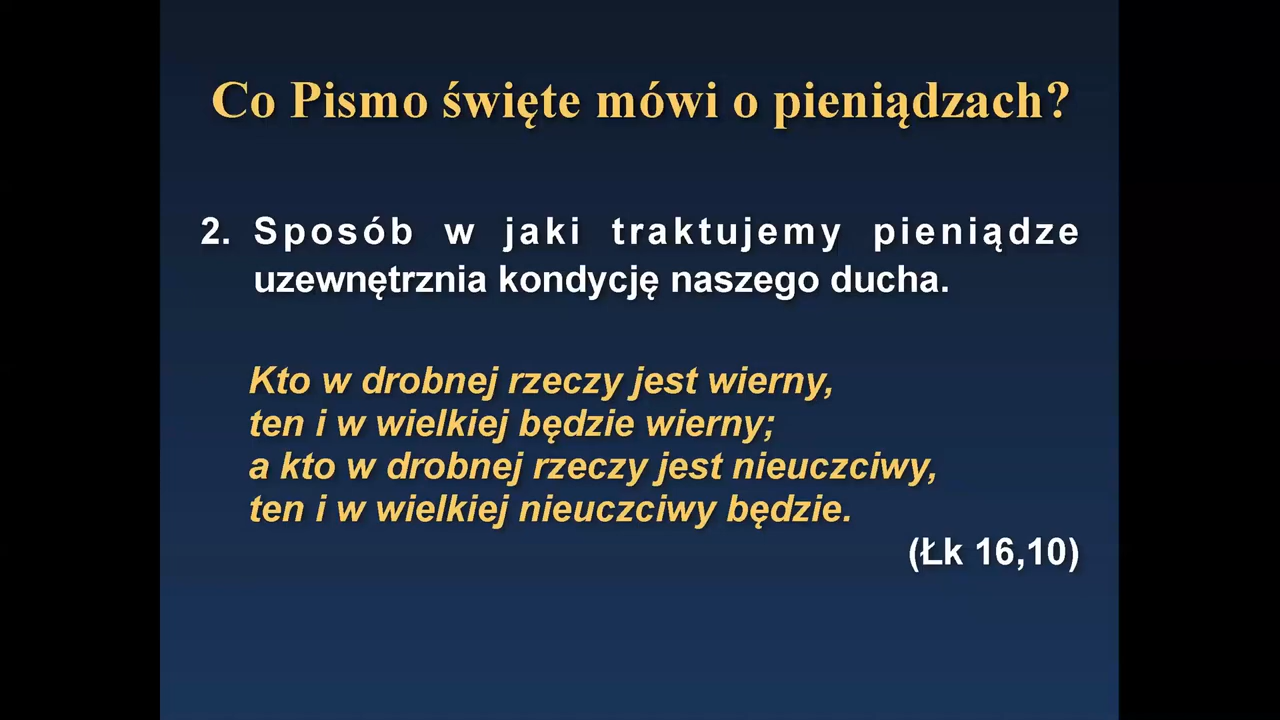 Co Pismo święte mówi o pieniądzach?
2. Sposób w jaki traktujemy pieniądze
uzewnętrznia kondycję naszego ducha.
Kto w drobnej rzeczy jest wierny,
ten i w wielkiej będzie wierny;
a kto w drobnej rzeczy jest nieuczciwy,
ten i w wielkiej nieuczciwy będzie.
(Łk 16,10)